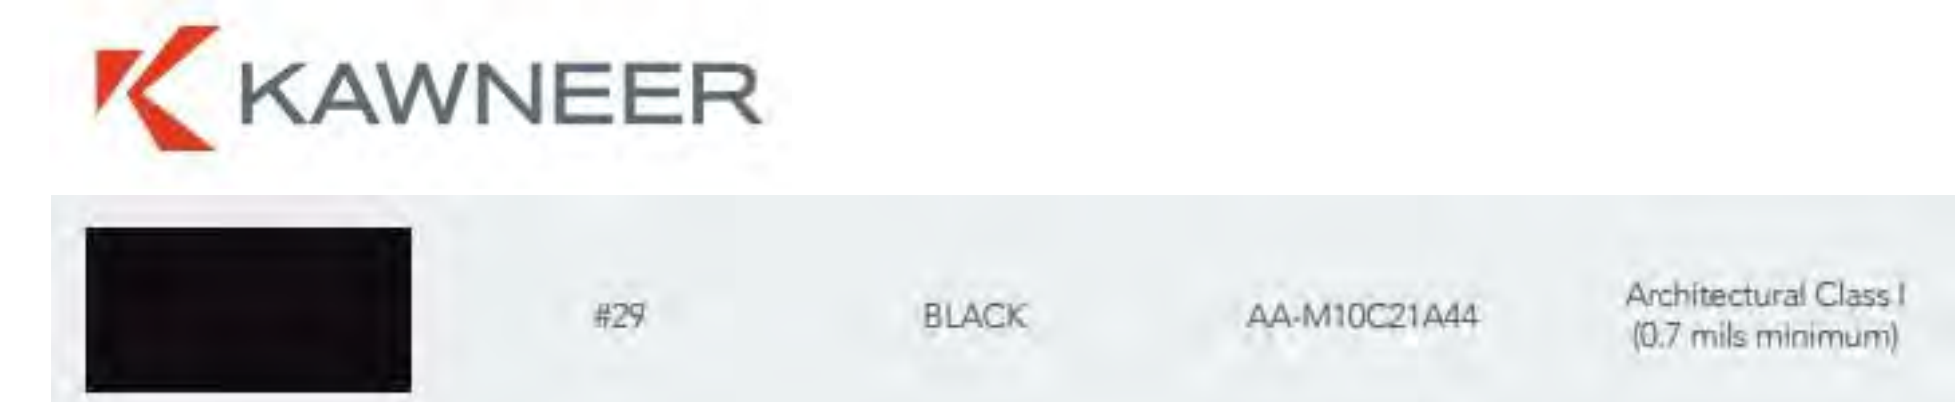 KAWNEER
#29 BLACK AA-M10C21A44 Architectural Class I
(0.7 mils minimum)